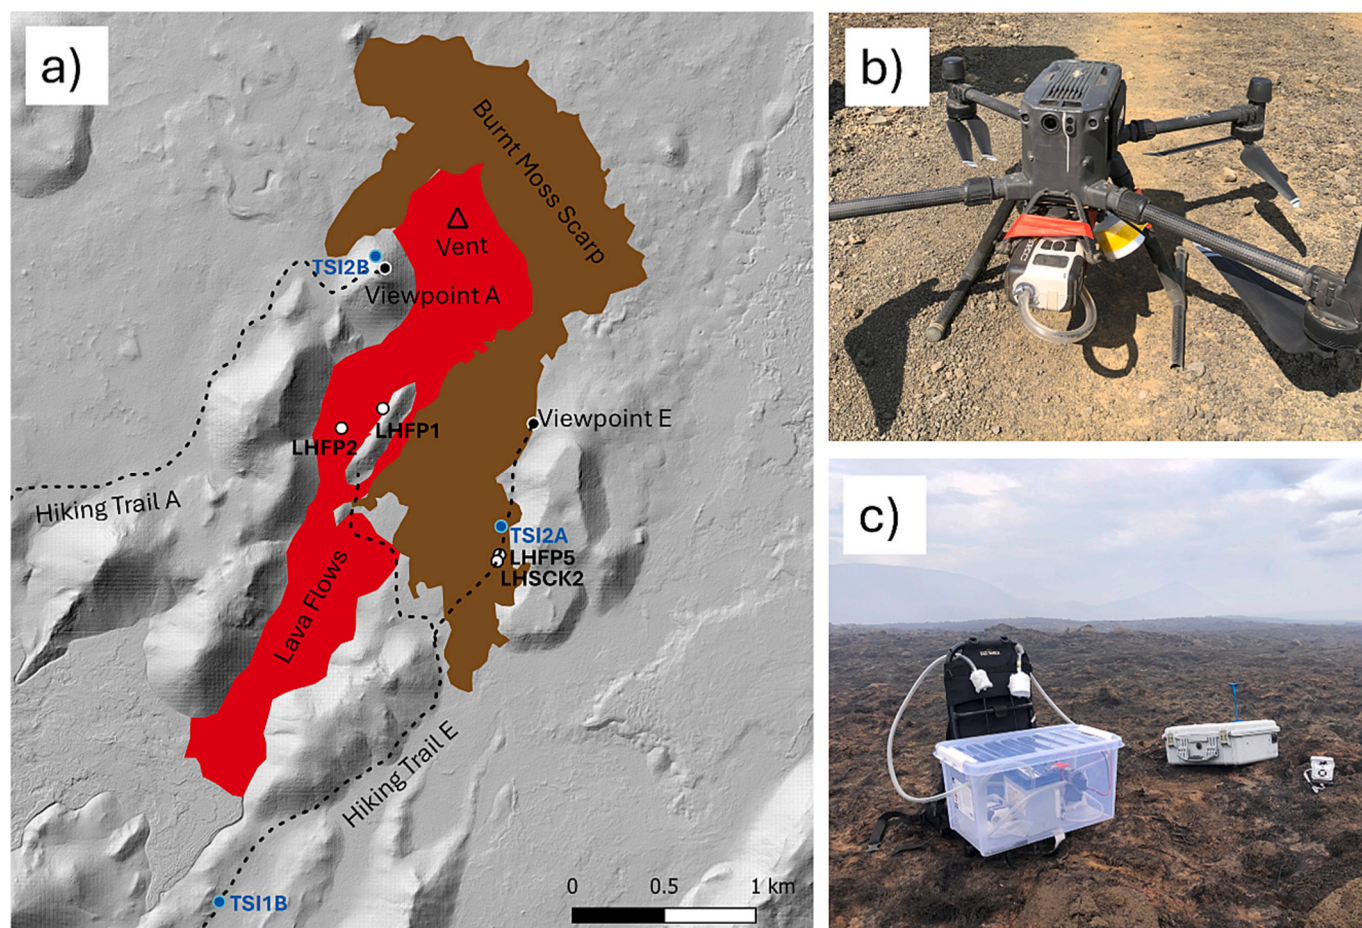 a)
Burnt Moss Scarp
Vent
TSI2B
Viewpoint A
LHFP1
LHFP2
Viewpoint E
Hiking Trail A
TSI2A
LHFP5
LHSCK2
Lava Flows
Hiking Trail E
TSI1B
0 0.5 1 km
b)
c)